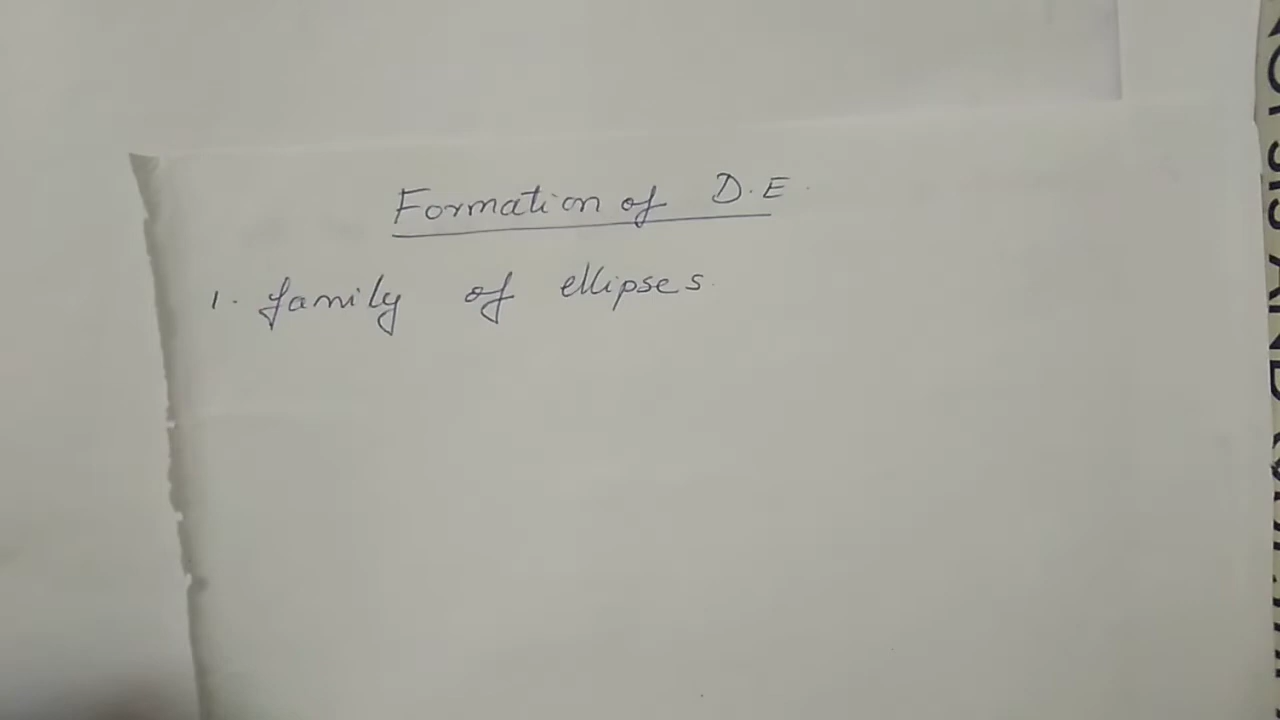 Formation of D.E.
1. family of ellipses.